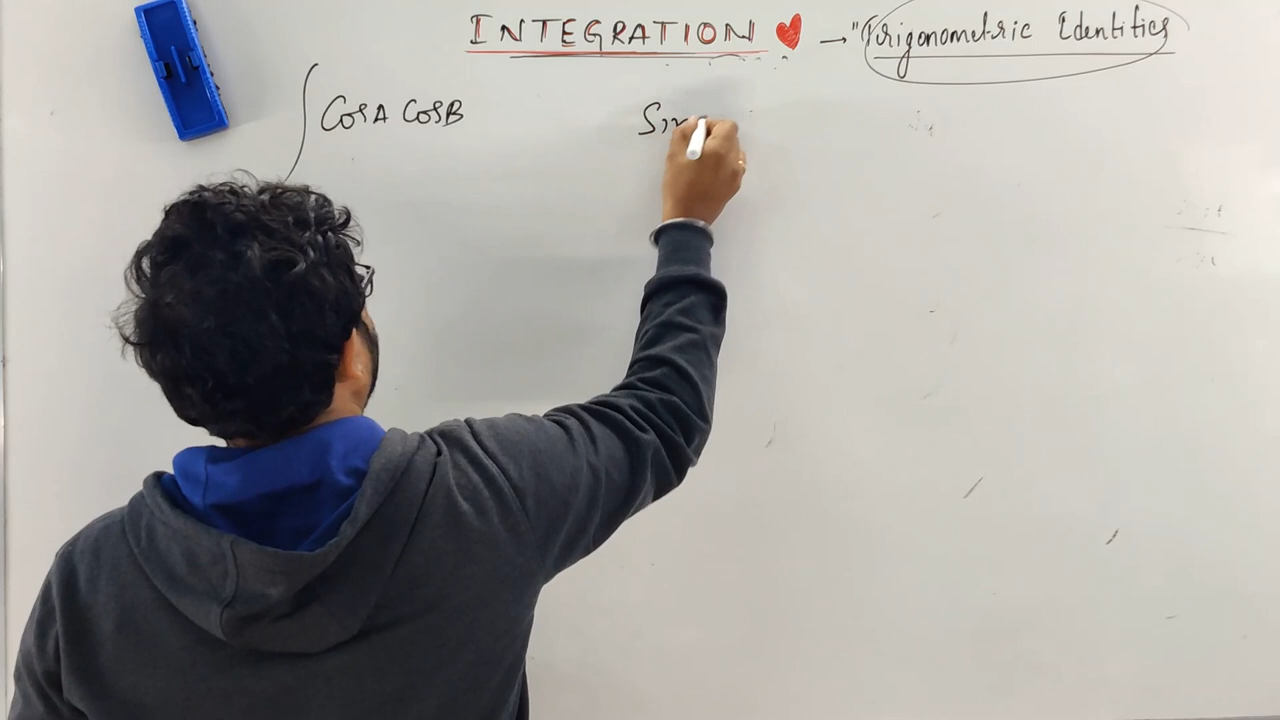 INTEGRATION ❤ → "Trigonometric Identities
∫ CosA CosB Sin